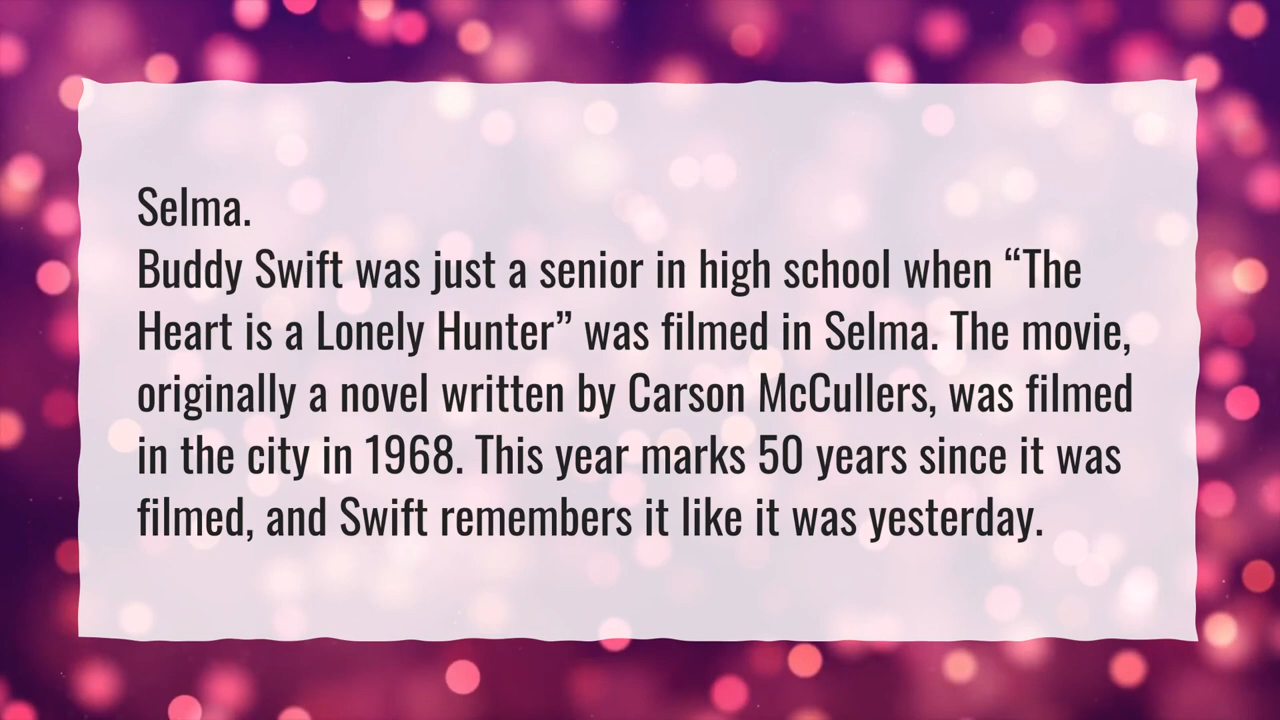 Selma.
Buddy Swift was just a senior in high school when “The
Heart is a Lonely Hunter” was filmed in Selma. The movie,
originally a novel written by Carson McCullers, was filmed
in the city in 1968. This year marks 50 years since it was
filmed, and Swift remembers it like it was yesterday.